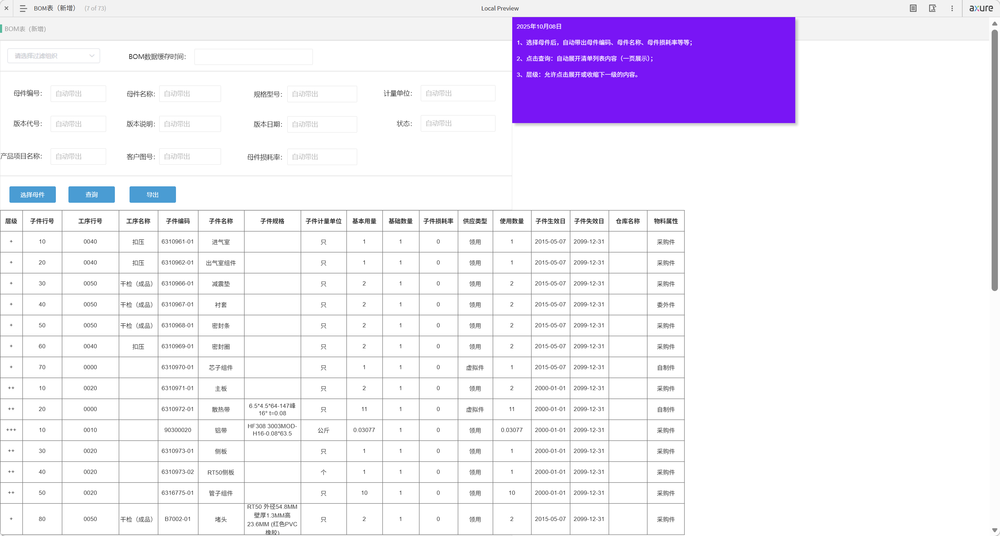 BOM表（新增） (7 of 73)
Local Preview
axure
BOM表（新增）
2025年10月08日
1、选择母件后，自动带出母件编码、母件名称、母件损耗率等等；
2、点击查询：自动展开清单列表内容（一页展示）；
3、层级：允许点击展开或收缩下一级的内容。
请选择过滤组织 BOM数据缓存时间：
母件编号： 自动带出 母件名称： 自动带出 规格型号： 自动带出 计量单位： 自动带出
版本代号： 自动带出 版本说明： 自动带出 版本日期： 自动带出 状态： 自动带出
产品项目名称： 自动带出 客户图号： 自动带出 母件损耗率： 自动带出
选择母件 查询 导出
层级 子件行号 工序行号 工序名称 子件编码 子件名称 子件规格 子件计量单位 基本用量 基础数量 子件损耗率 供应类型 使用数量 子件生效日 子件失效日 仓库名称 物料属性
+ 10 0040 扣压 6310961-01 进气室 只 1 1 0 领用 1 2015-05-07 2099-12-31 采购件
+ 20 0040 扣压 6310962-01 出气室组件 只 1 1 0 领用 1 2015-05-07 2099-12-31 采购件
+ 30 0050 干检（成品） 6310966-01 减震垫 只 2 1 0 领用 2 2015-05-07 2099-12-31 采购件
+ 40 0050 干检（成品） 6310967-01 衬套 只 2 1 0 领用 2 2015-05-07 2099-12-31 委外件
+ 50 0050 干检（成品） 6310968-01 密封条 只 2 1 0 领用 2 2015-05-07 2099-12-31 采购件
+ 60 0040 扣压 6310969-01 密封圈 只 2 1 0 领用 2 2015-05-07 2099-12-31 采购件
+ 70 0000 6310970-01 芯子组件 只 1 1 0 虚拟件 1 2015-05-07 2099-12-31 自制件
++ 10 0020 6310971-01 主板 只 2 1 0 领用 2 2000-01-01 2099-12-31 采购件
++ 20 0000 6310972-01 散热带 6.5*4.5*64-147峰 16° t=0.08 只 11 1 0 虚拟件 11 2000-01-01 2099-12-31 自制件
+++ 10 0010 90300020 铝带 HF308 3003MOD-H16-0.08*63.5 公斤 0.03077 1 0 领用 0.03077 2000-01-01 2099-12-31 采购件
++ 30 0020 6310973-01 侧板 只 1 1 0 领用 1 2000-01-01 2099-12-31 采购件
++ 40 0020 6310973-02 RT50侧板 个 1 1 0 领用 1 2000-01-01 2099-12-31 采购件
++ 50 0020 6316775-01 管子组件 只 10 1 0 领用 10 2000-01-01 2099-12-31 采购件
+ 80 0050 干检（成品） B7002-01 堵头 RT50 外径54.8MM 壁厚1.3MM高 23.6MM (红色PVC 橡胶) 只 2 1 0 领用 2 2015-05-07 2099-12-31 采购件